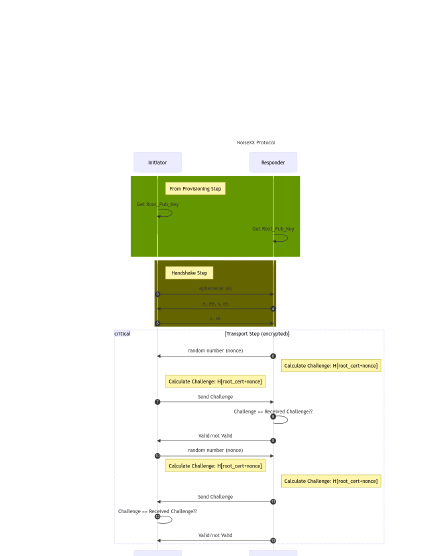 NoiseXX Protocol
Initiator
Responder
From Provisioning Step
Get Root_Pub_Key
Get Root_Pub_Key
Handshake Step
ephemeral (e)
e, ee, s, es
s, se
critical
[Transport Step (encrypted)]
random number (nonce)
Calculate Challenge: H[root_cert+nonce]
Calculate Challenge: H[root_cert+nonce]
Send Challenge
Challenge == Received Challenge??
Valid/not Valid
random number (nonce)
Calculate Challenge: H[root_cert+nonce]
Calculate Challenge: H[root_cert+nonce]
Send Challenge
Challenge == Received Challenge??
Valid/not Valid